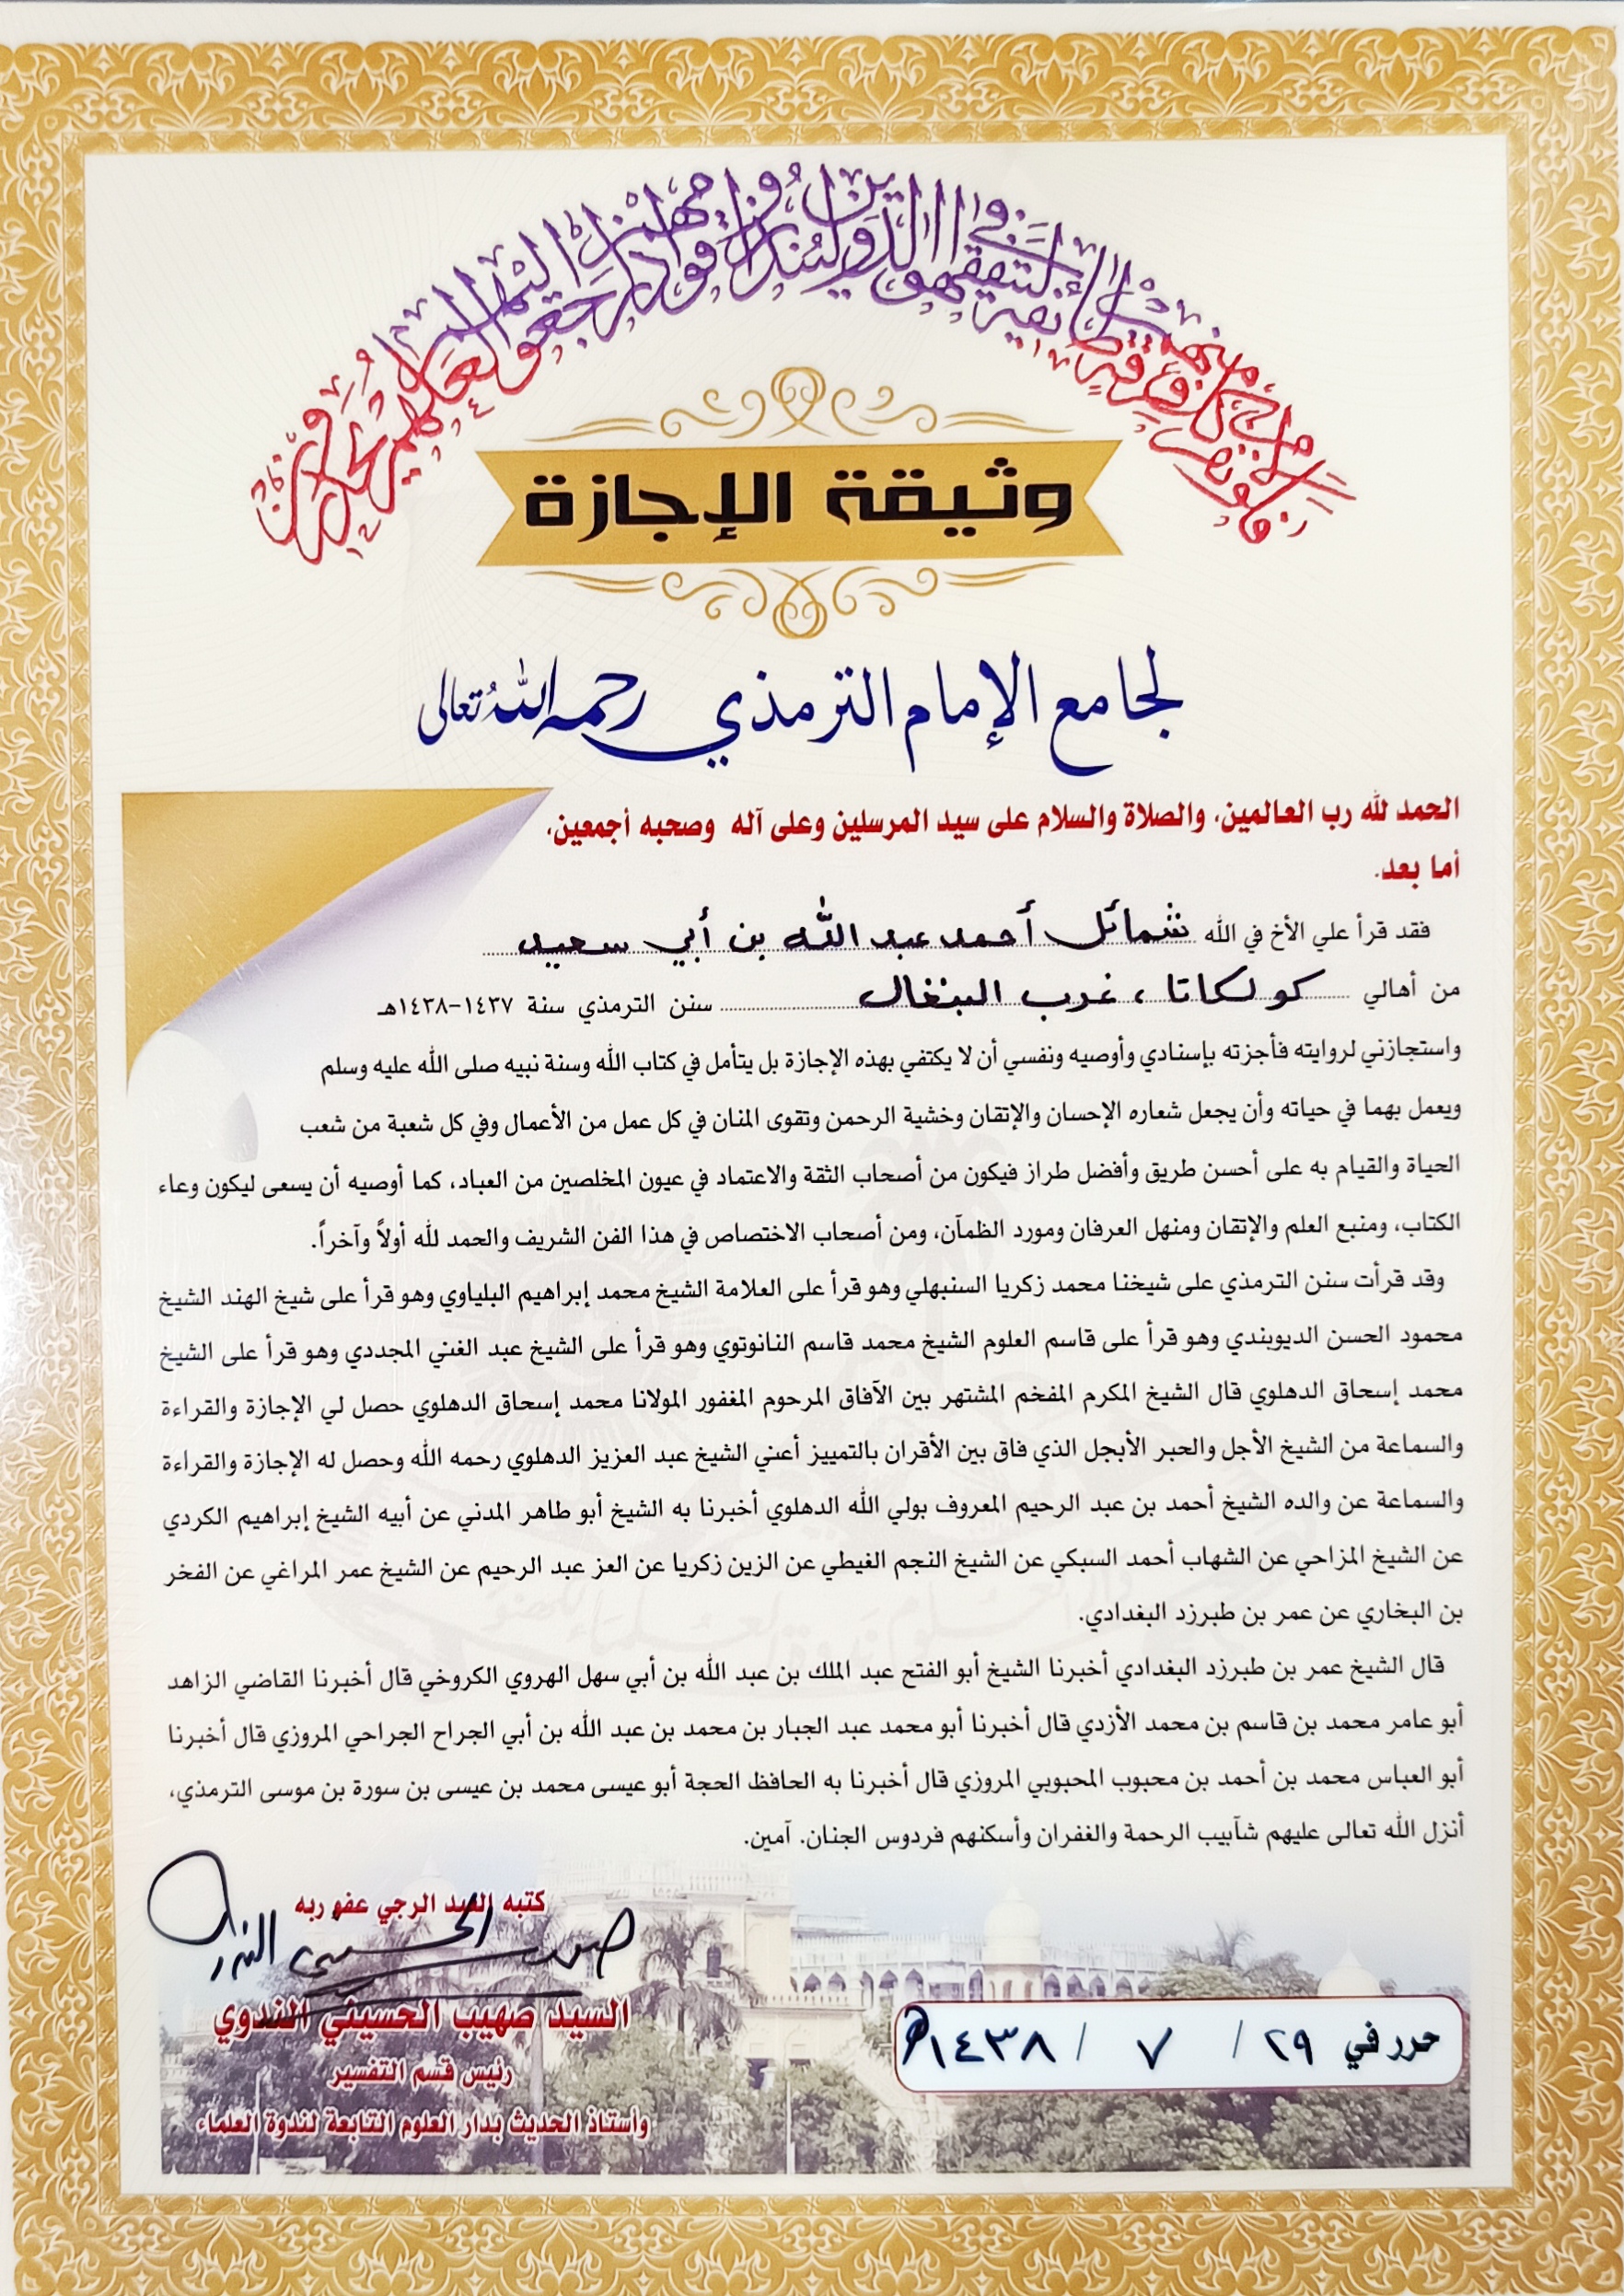 فلولا نفر من كل فرقة منهم طائفة ليتفقهوا في الدين ولينذروا قومهم إذا رجعوا إليهم لعلهم يحذرون
وثيقة الإجازة
لجامع الإمام الترمذي رحمه الله تعالى
الحمد لله رب العالمين، والصلاة والسلام على سيد المرسلين وعلى آله وصحبه أجمعين،
أما بعد.
فقد قرأ علي الأخ في الله شمائل أحمد عبد الله بن أبي سعيد
من أهالي كولكاتا، غرب البنغال سنن الترمذي سنة ١٤٣٧-١٤٣٨هـ
واستجازني لروايته فأجزته بإسنادي وأوصيه ونفسي أن لا يكتفي بهذه الإجازة بل يتأمل في كتاب الله وسنة نبيه صلى الله عليه وسلم
ويعمل بهما في حياته وأن يجعل شعاره الإحسان والإتقان وخشية الرحمن وتقوى المنان في كل عمل من الأعمال وفي كل شعبة من شعب
الحياة والقيام به على أحسن طريق وأفضل طراز فيكون من أصحاب الثقة والاعتماد في عيون المخلصين من العباد، كما أوصيه أن يسعى ليكون وعاء
الكتاب، ومنبع العلم والإتقان ومنهل العرفان ومورد الظمآن، ومن أصحاب الاختصاص في هذا الفن الشريف والحمد لله أولاً وآخراً.
وقد قرأت سنن الترمذي على شيخنا محمد زكريا السنبهلي وهو قرأ على العلامة الشيخ محمد إبراهيم البلياوي وهو قرأ على شيخ الهند الشيخ
محمود الحسن الديوبندي وهو قرأ على قاسم العلوم الشيخ محمد قاسم النانوتوي وهو قرأ على الشيخ عبد الغني المجددي وهو قرأ على الشيخ
محمد إسحاق الدهلوي قال الشيخ المكرم المفخم المشتهر بين الآفاق المرحوم المغفور المولانا محمد إسحاق الدهلوي حصل لي الإجازة والقراءة
والسماعة من الشيخ الأجل والحبر الأبجل الذي فاق بين الأقران بالتمييز أعني الشيخ عبد العزيز الدهلوي رحمه الله وحصل له الإجازة والقراءة
والسماعة عن والده الشيخ أحمد بن عبد الرحيم المعروف بولي الله الدهلوي أخبرنا به الشيخ أبو طاهر المدني عن أبيه الشيخ إبراهيم الكردي
عن الشيخ المزاحي عن الشهاب أحمد السبكي عن الشيخ النجم الغيطي عن الزين زكريا عن العز عبد الرحيم عن الشيخ عمر المراغي عن الفخر
بن البخاري عن عمر بن طبرزد البغدادي.
قال الشيخ عمر بن طبرزد البغدادي أخبرنا الشيخ أبو الفتح عبد الملك بن عبد الله بن أبي سهل الهروي الكروخي قال أخبرنا القاضي الزاهد
أبو عامر محمد بن قاسم بن محمد الأزدي قال أخبرنا أبو محمد عبد الجبار بن محمد بن عبد الله بن أبي الجراح الجراحي المروزي قال أخبرنا
أبو العباس محمد بن أحمد بن محبوب المحبوبي المروزي قال أخبرنا به الحافظ الحجة أبو عيسى محمد بن عيسى بن سورة بن موسى الترمذي،
أنزل الله تعالى عليهم شآبيب الرحمة والغفران وأسكنهم فردوس الجنان. آمين.
كتبه العبد الرجي عفو ربه
السيد صهيب الحسيني الندوي
رئيس قسم التفسير
وأستاذ الحديث بدار العلوم التابعة لندوة العلماء
حرر في ٢٩ / ٧ / ١٤٣٨هـ